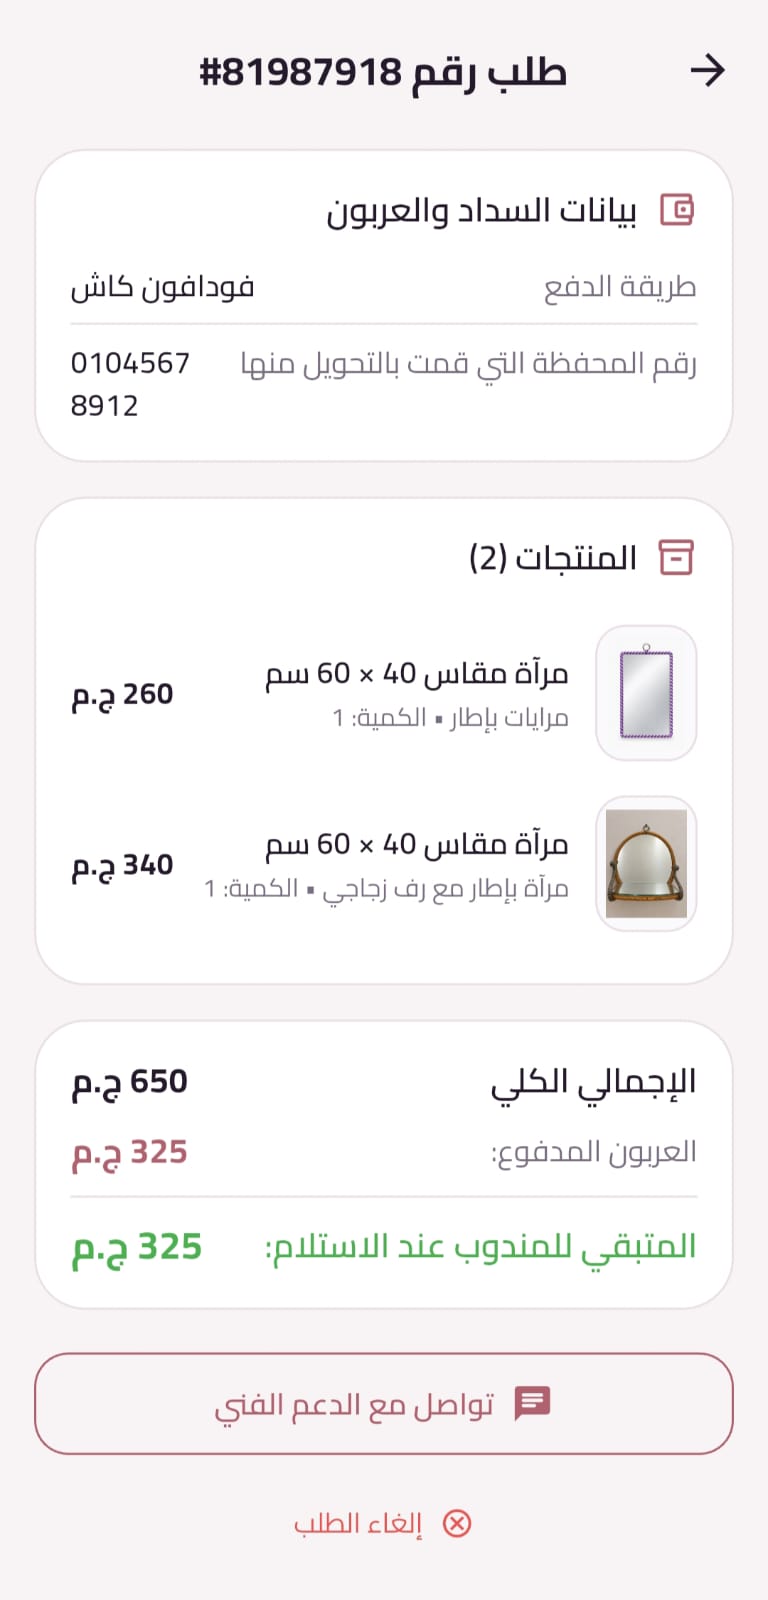 طلب رقم 81987918#
بيانات السداد والعربون
طريقة الدفع فودافون كاش
رقم المحفظة التي قمت بالتحويل منها 0104567
8912
المنتجات (2)
مرآة مقاس 40 × 60 سم
260 ج.م
مرايات بإطار ▪ الكمية: 1
مرآة مقاس 40 × 60 سم
340 ج.م
مرآة بإطار مع رف زجاجي ▪ الكمية: 1
الإجمالي الكلي 650 ج.م
العربون المدفوع: 325 ج.م
المتبقي للمندوب عند الاستلام: 325 ج.م
تواصل مع الدعم الفني
إلغاء الطلب